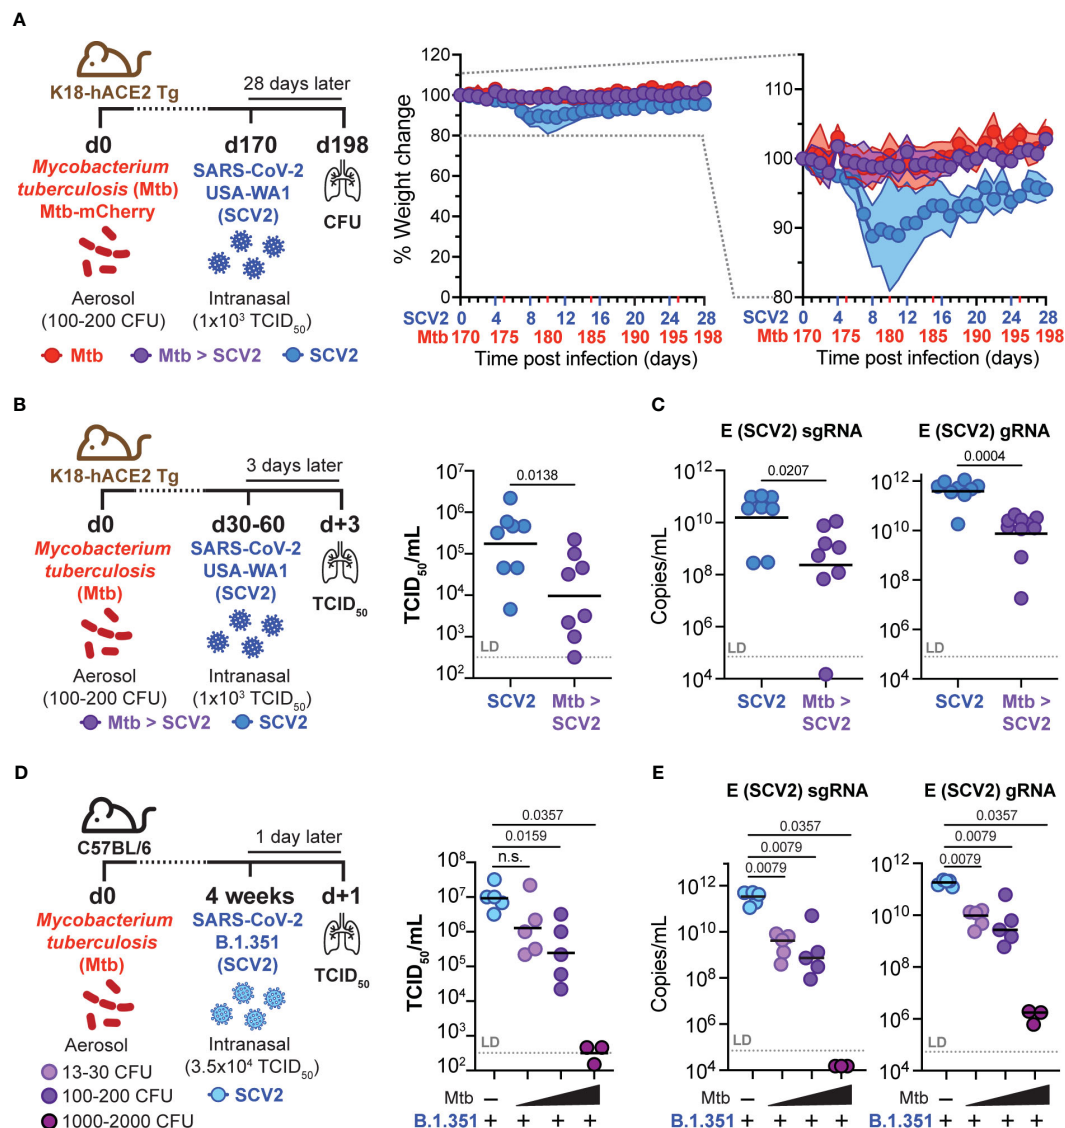 A
K18-hACE2 Tg
28 days later
d0
d170
d198
Mycobacterium
tuberculosis (Mtb)
Mtb-mCherry
SARS-CoV-2
USA-WA1
(SCV2)
CFU
Aerosol
(100-200 CFU)
Intranasal
(1x10³ TCID₅₀)
Mtb
Mtb > SCV2
SCV2
% Weight change
120
100
80
60
40
20
0
SCV2 0 4 8 12 16 20 24 28
Mtb 170 175 180 185 190 195 198
Time post infection (days)
110
100
90
80
SCV2 0 4 8 12 16 20 24 28
Mtb 170 175 180 185 190 195 198
Time post infection (days)
B
K18-hACE2 Tg
3 days later
d0
d30-60
d+3
Mycobacterium
tuberculosis
(Mtb)
SARS-CoV-2
USA-WA1
(SCV2)
TCID₅₀
Aerosol
(100-200 CFU)
Intranasal
(1x10³ TCID₅₀)
Mtb > SCV2
SCV2
TCID₅₀/mL
10⁷
10⁶
10⁵
10⁴
10³
10²
0.0138
LD
SCV2
Mtb >
SCV2
C
E (SCV2) sgRNA
Copies/mL
10¹²
10¹⁰
10⁸
10⁶
10⁴
0.0207
LD
SCV2
Mtb >
SCV2
E (SCV2) gRNA
10¹²
10¹⁰
10⁸
10⁶
10⁴
0.0004
LD
SCV2
Mtb >
SCV2
D
C57BL/6
1 day later
d0
4 weeks
d+1
Mycobacterium
tuberculosis
(Mtb)
SARS-CoV-2
B.1.351
(SCV2)
TCID₅₀
Aerosol
Intranasal
(3.5x10⁴ TCID₅₀)
13-30 CFU
100-200 CFU
1000-2000 CFU
SCV2
TCID₅₀/mL
10⁸
10⁷
10⁶
10⁵
10⁴
10³
10²
0.0357
0.0159
n.s.
LD
Mtb −
B.1.351 + + + +
E
E (SCV2) sgRNA
Copies/mL
10¹²
10¹⁰
10⁸
10⁶
10⁴
0.0357
0.0079
0.0079
LD
Mtb −
B.1.351 + + + +
E (SCV2) gRNA
10¹²
10¹⁰
10⁸
10⁶
10⁴
0.0357
0.0079
0.0079
LD
Mtb −
B.1.351 + + + +